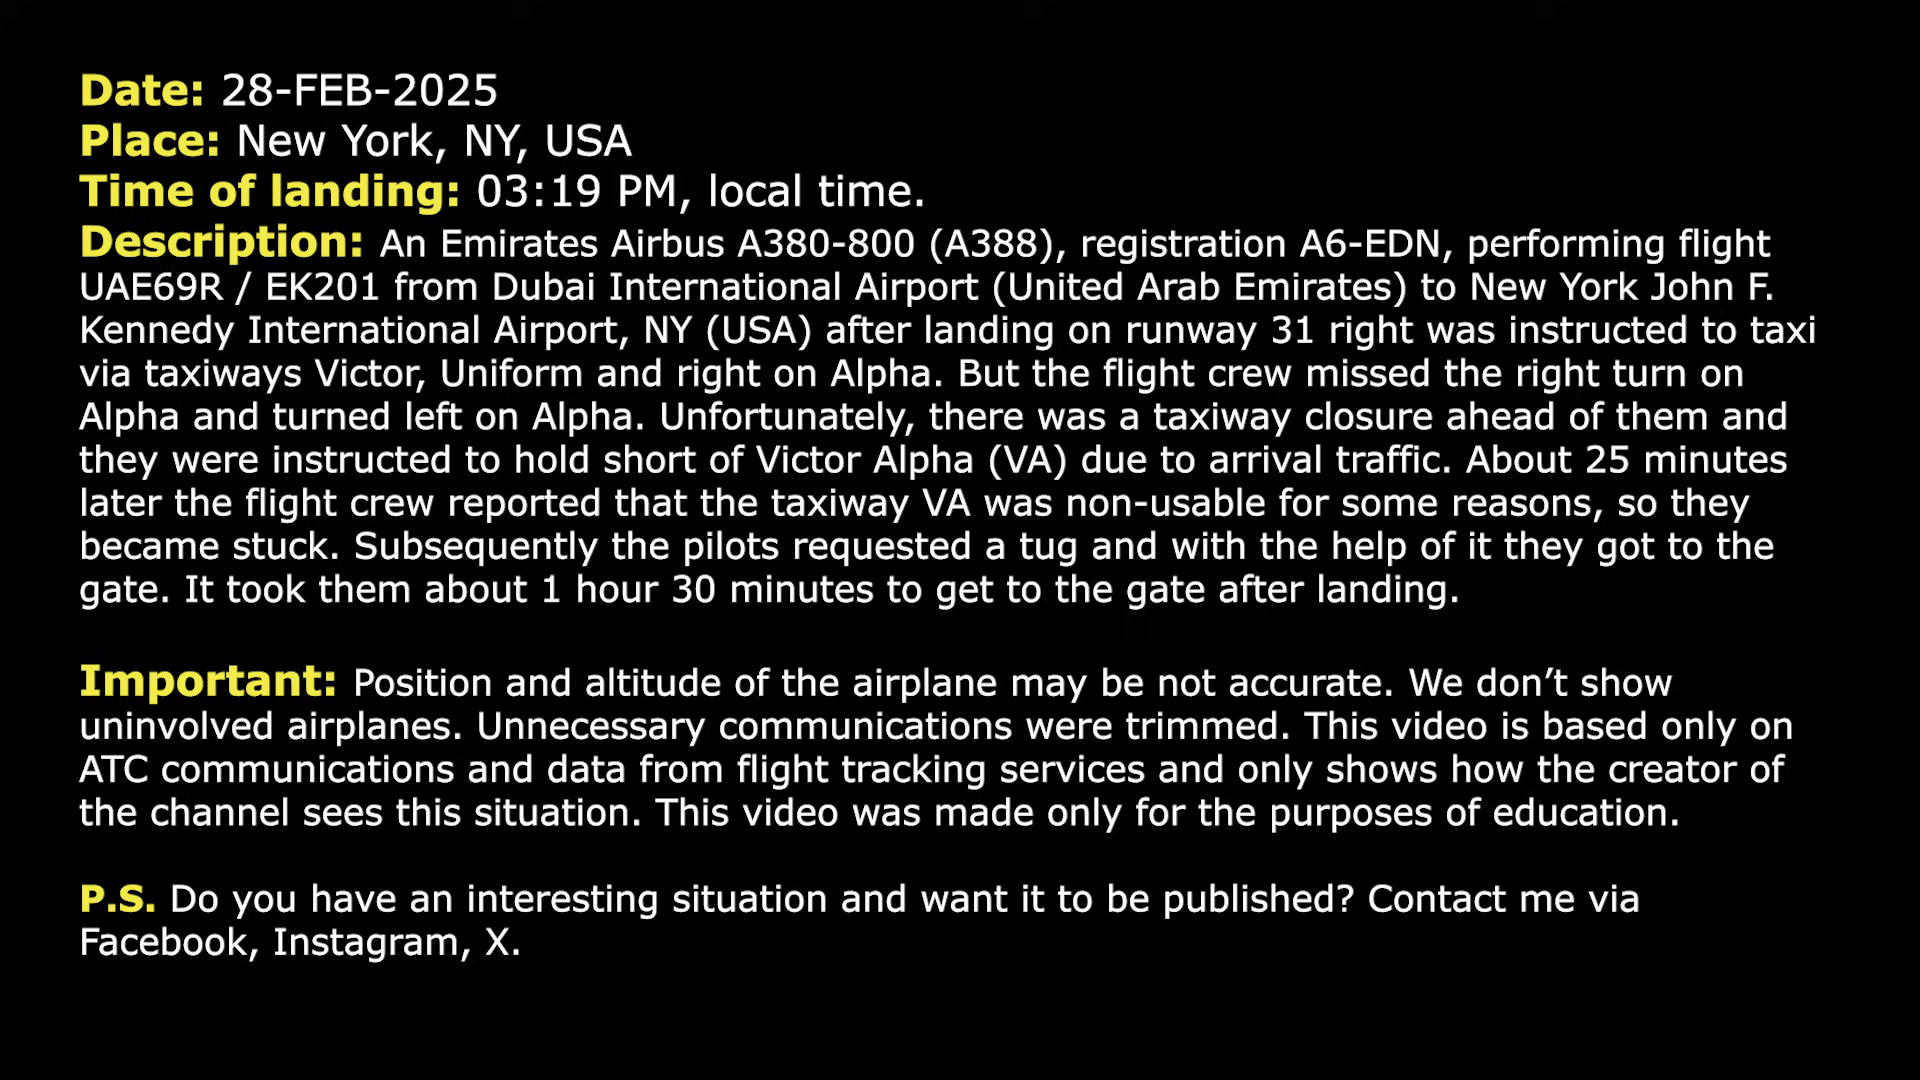 Date: 28-FEB-2025
Place: New York, NY, USA
Time of landing: 03:19 PM, local time.
Description: An Emirates Airbus A380-800 (A388), registration A6-EDN, performing flight
UAE69R / EK201 from Dubai International Airport (United Arab Emirates) to New York John F.
Kennedy International Airport, NY (USA) after landing on runway 31 right was instructed to taxi
via taxiways Victor, Uniform and right on Alpha. But the flight crew missed the right turn on
Alpha and turned left on Alpha. Unfortunately, there was a taxiway closure ahead of them and
they were instructed to hold short of Victor Alpha (VA) due to arrival traffic. About 25 minutes
later the flight crew reported that the taxiway VA was non-usable for some reasons, so they
became stuck. Subsequently the pilots requested a tug and with the help of it they got to the
gate. It took them about 1 hour 30 minutes to get to the gate after landing.
Important: Position and altitude of the airplane may be not accurate. We don’t show
uninvolved airplanes. Unnecessary communications were trimmed. This video is based only on
ATC communications and data from flight tracking services and only shows how the creator of
the channel sees this situation. This video was made only for the purposes of education.
P.S. Do you have an interesting situation and want it to be published? Contact me via
Facebook, Instagram, X.